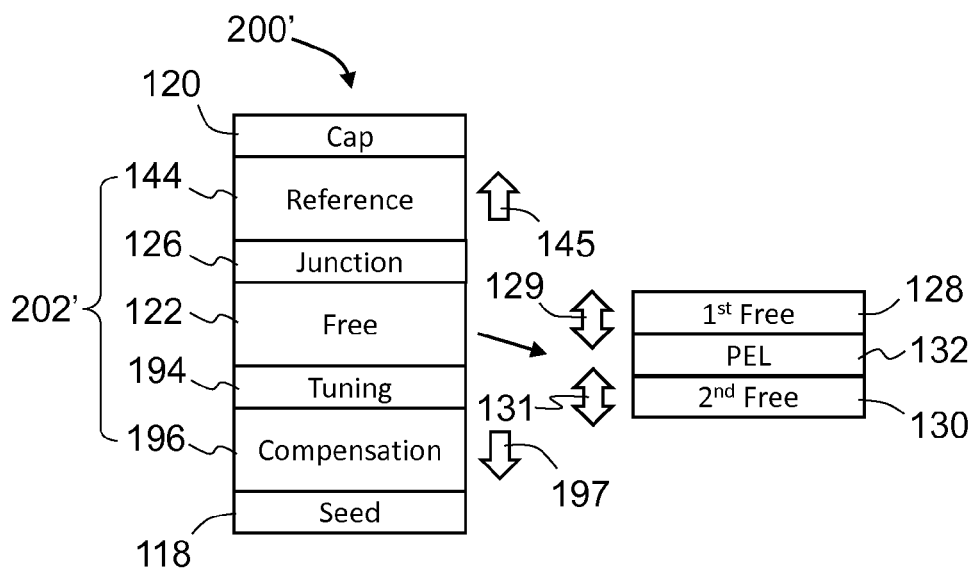 200'
120
Cap
144
Reference
145
126
Junction
129
128
1st Free
202'
122
Free
PEL
132
194
Tuning
131
2nd Free
130
196
Compensation
197
Seed
118